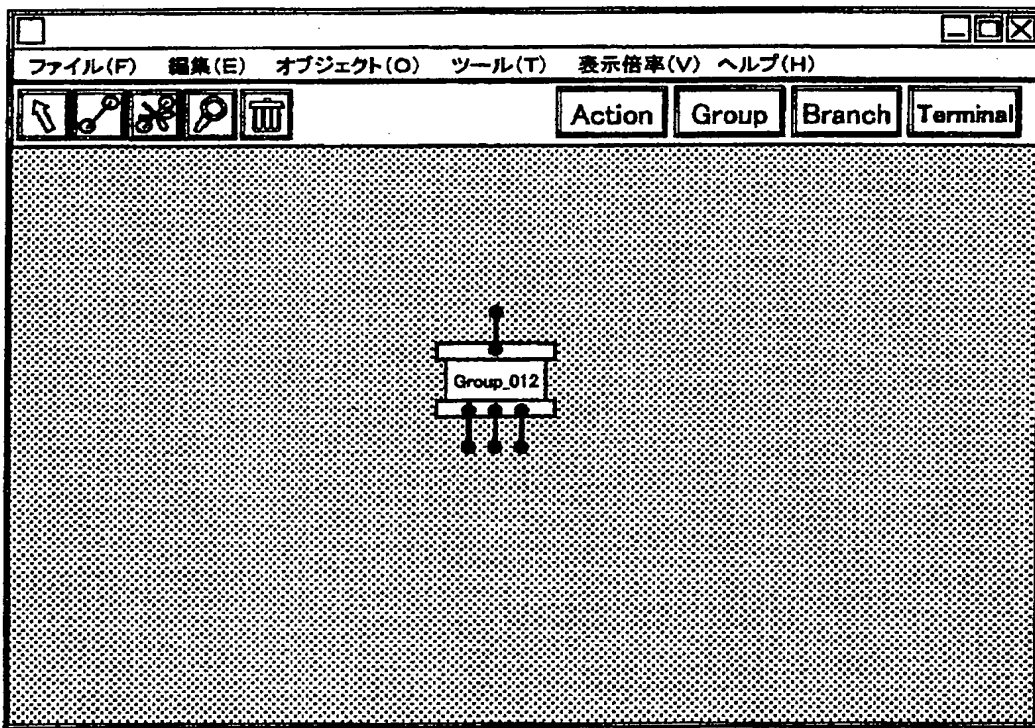 ファイル(F) 編集(E) オブジェクト(O) ツール(T) 表示倍率(V) ヘルプ(H)
Action Group Branch Terminal
Group_012